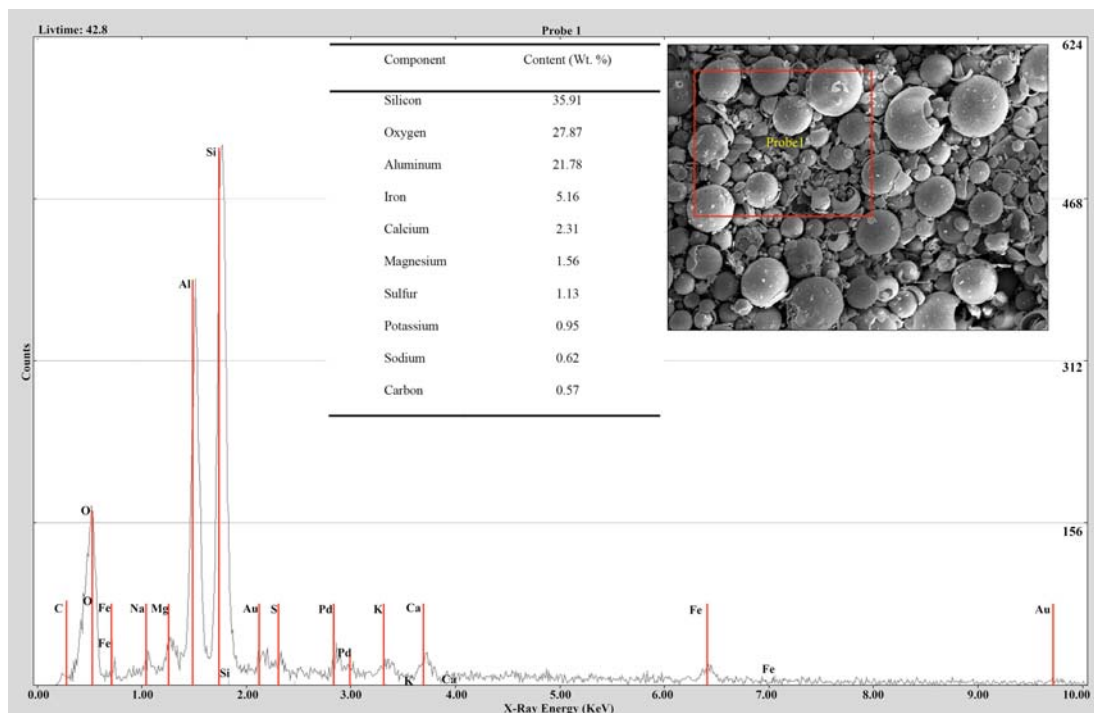 Livtime: 42.8
Probe 1
624
Component Content (Wt. %)
Silicon 35.91
Oxygen 27.87
Aluminum 21.78
Iron 5.16
Calcium 2.31
Magnesium 1.56
Sulfur 1.13
Potassium 0.95
Sodium 0.62
Carbon 0.57
Probe1
Si
468
Al
312
Counts
O
156
C O Fe Na Mg Au S Pd K Ca Fe Au
Fe Si Pd K Ca Fe
0.00 1.00 2.00 3.00 4.00 5.00 6.00 7.00 8.00 9.00 10.00
X-Ray Energy (KeV)